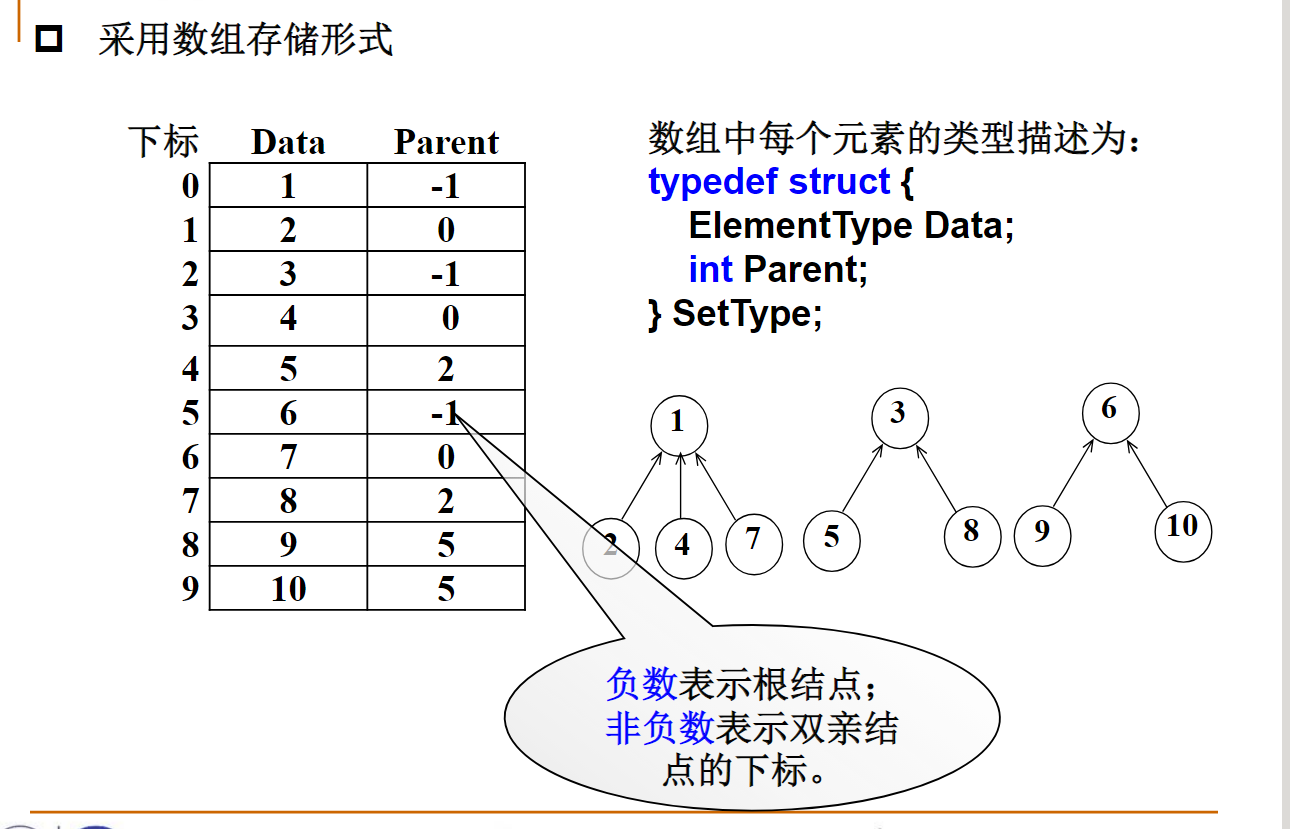 采用数组存储形式
下标 Data Parent
0 1 -1
1 2 0
2 3 -1
3 4 0
4 5 2
5 6 -1
6 7 0
7 8 2
8 9 5
9 10 5
数组中每个元素的类型描述为：
typedef struct {
ElementType Data;
int Parent;
} SetType;
1 3 6
2 4 7 5 8 9 10
负数表示根结点；
非负数表示双亲结
点的下标。